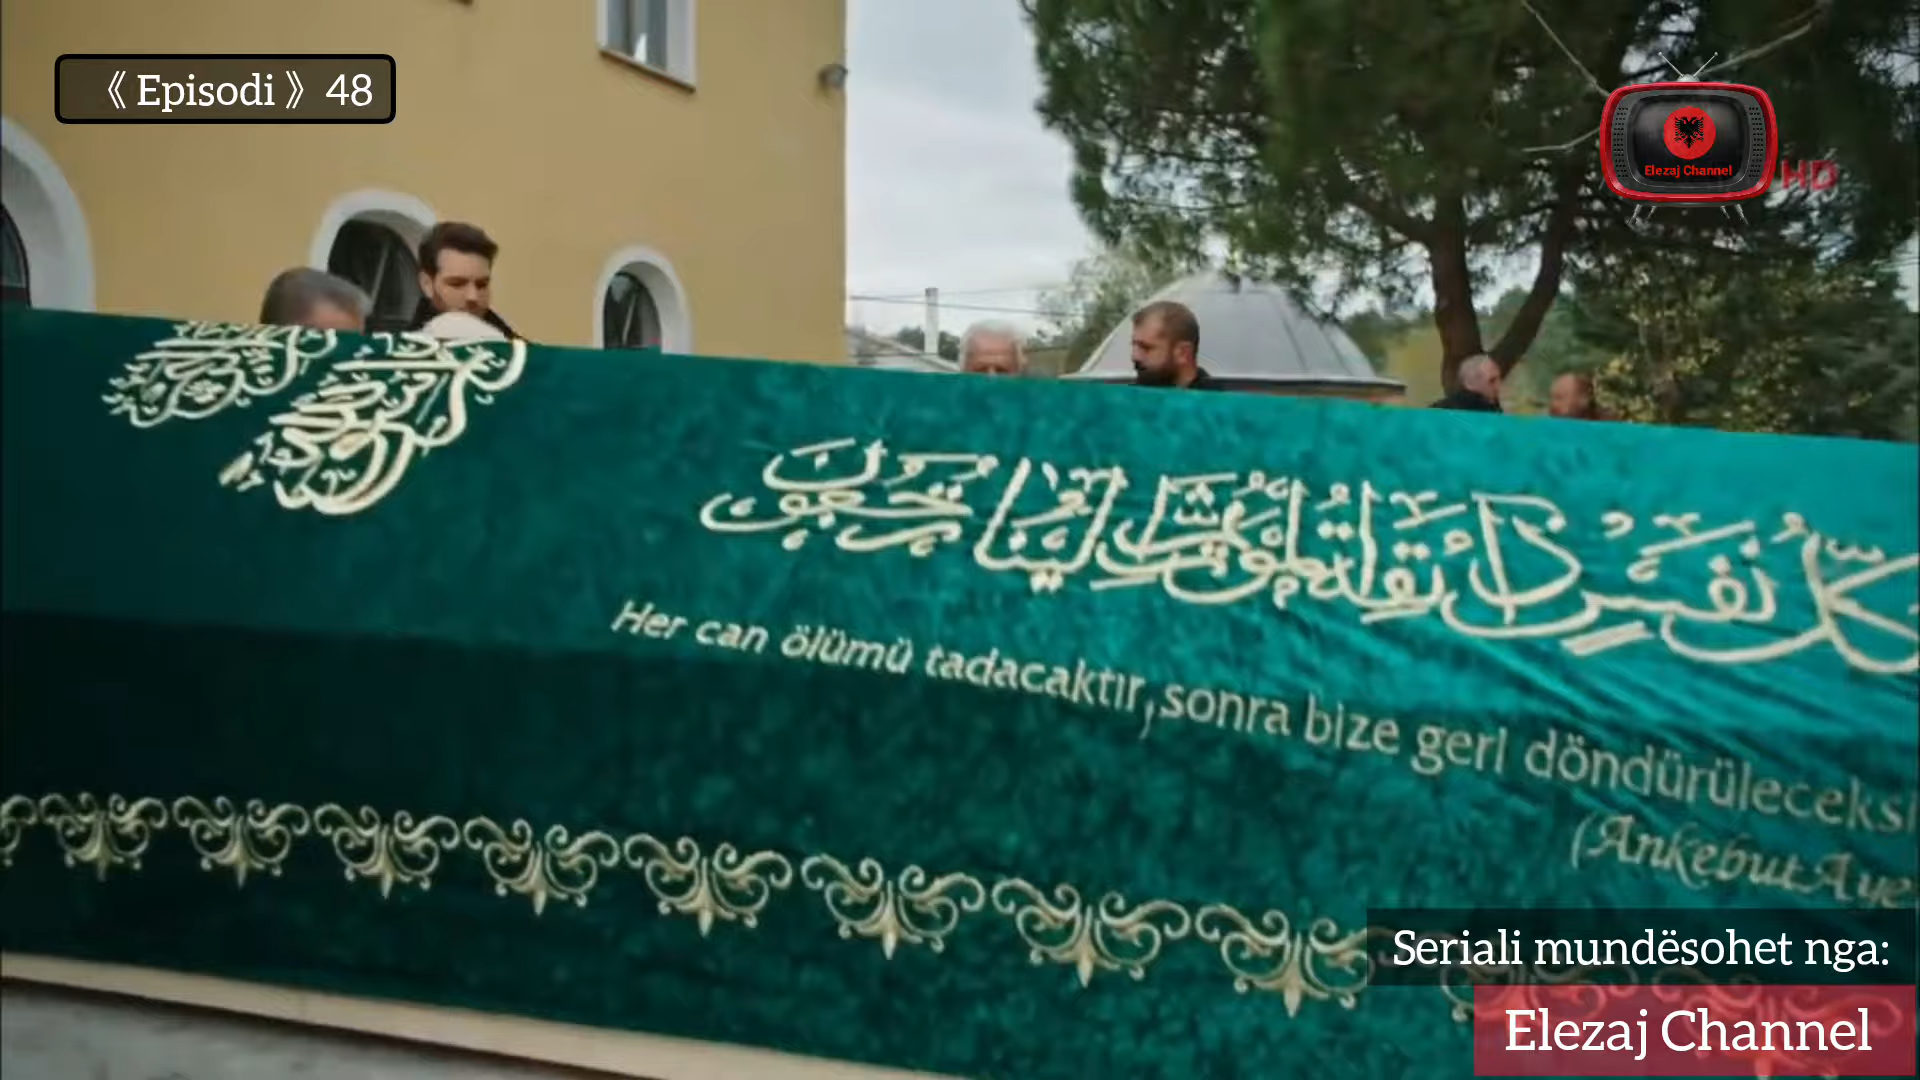 《 Episodi 》 48
Elezaj Channel
HD
كل نفس ذائقة الموت ثم إلينا ترجعون
Her can ölümü tadacaktır, sonra bize geri döndürüleceksi
(Ankebut Aye
Seriali mundësohet nga:
Elezaj Channel